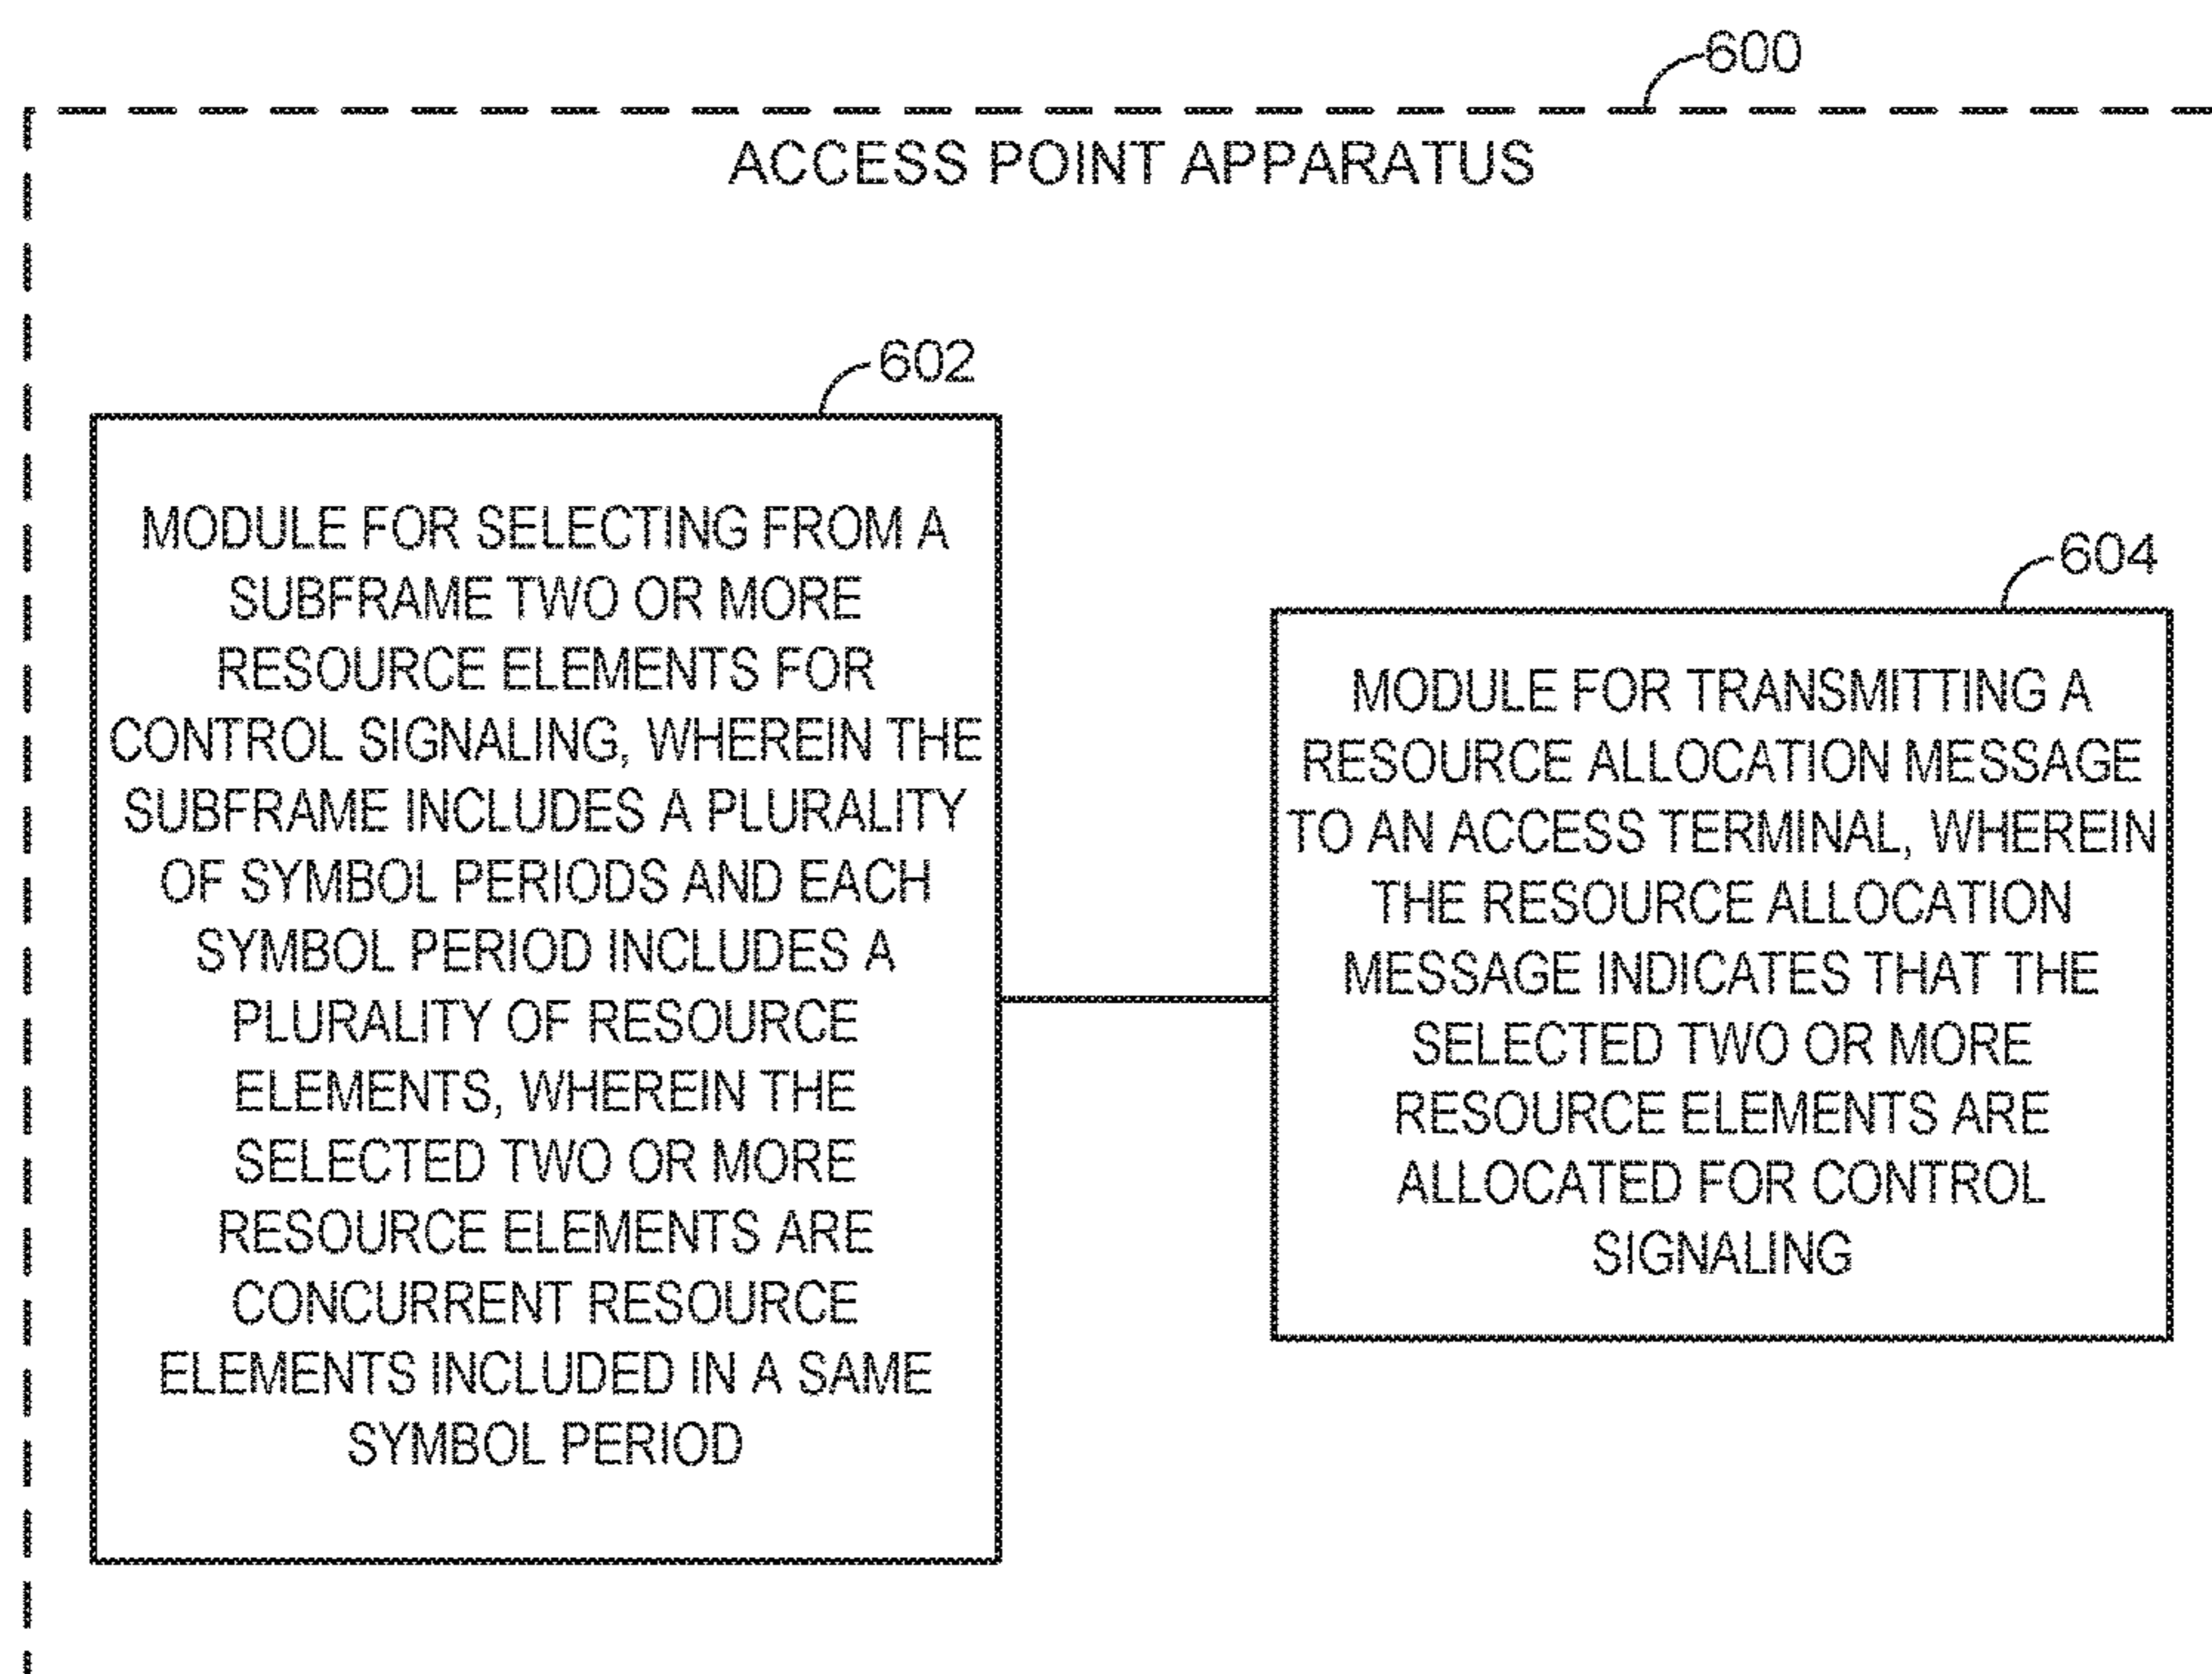 600
ACCESS POINT APPARATUS
602
MODULE FOR SELECTING FROM A
SUBFRAME TWO OR MORE
RESOURCE ELEMENTS FOR
CONTROL SIGNALING, WHEREIN THE
SUBFRAME INCLUDES A PLURALITY
OF SYMBOL PERIODS AND EACH
SYMBOL PERIOD INCLUDES A
PLURALITY OF RESOURCE
ELEMENTS, WHEREIN THE
SELECTED TWO OR MORE
RESOURCE ELEMENTS ARE
CONCURRENT RESOURCE
ELEMENTS INCLUDED IN A SAME
SYMBOL PERIOD
604
MODULE FOR TRANSMITTING A
RESOURCE ALLOCATION MESSAGE
TO AN ACCESS TERMINAL, WHEREIN
THE RESOURCE ALLOCATION
MESSAGE INDICATES THAT THE
SELECTED TWO OR MORE
RESOURCE ELEMENTS ARE
ALLOCATED FOR CONTROL
SIGNALING